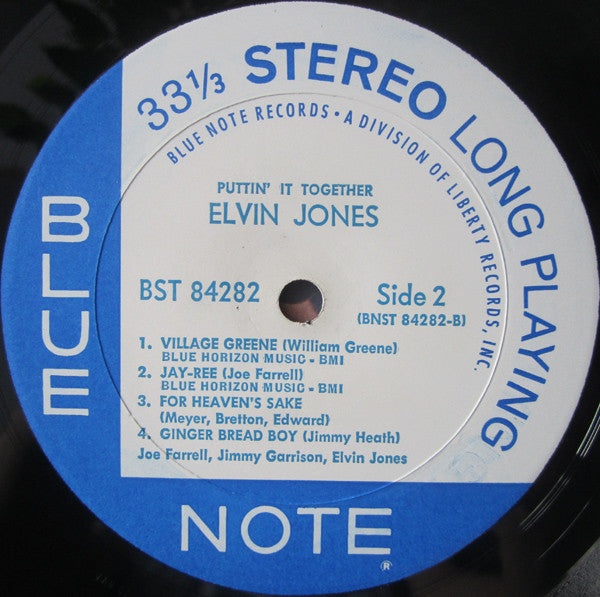 33⅓ STEREO LONG PLAYING
BLUE NOTE RECORDS • A DIVISION OF LIBERTY RECORDS, INC.
PUTTIN' IT TOGETHER
ELVIN JONES
BST 84282
Side 2
(BNST 84282-B)
1. VILLAGE GREENE (William Greene)
BLUE HORIZON MUSIC - BMI
2. JAY-REE (Joe Farrell)
BLUE HORIZON MUSIC - BMI
3. FOR HEAVEN'S SAKE
(Meyer, Bretton, Edward)
4. GINGER BREAD BOY (Jimmy Heath)
Joe Farrell, Jimmy Garrison, Elvin Jones
BLUE
NOTE
®